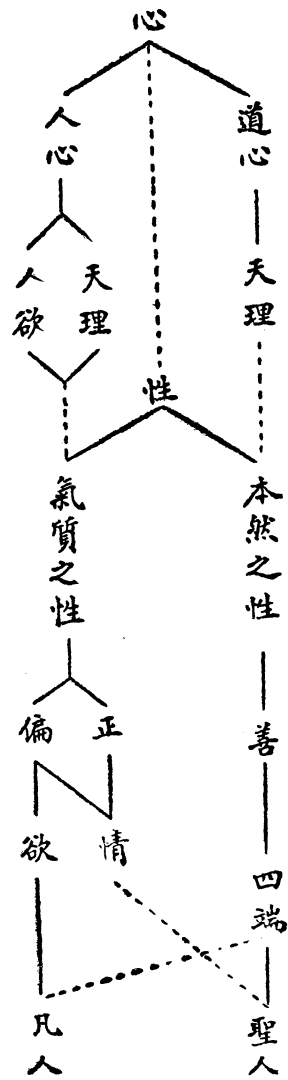 心
道心
人心
天理
天理
人欲
性
本然之性
氣質之性
善
正
偏
四端
情
欲
聖人
凡人